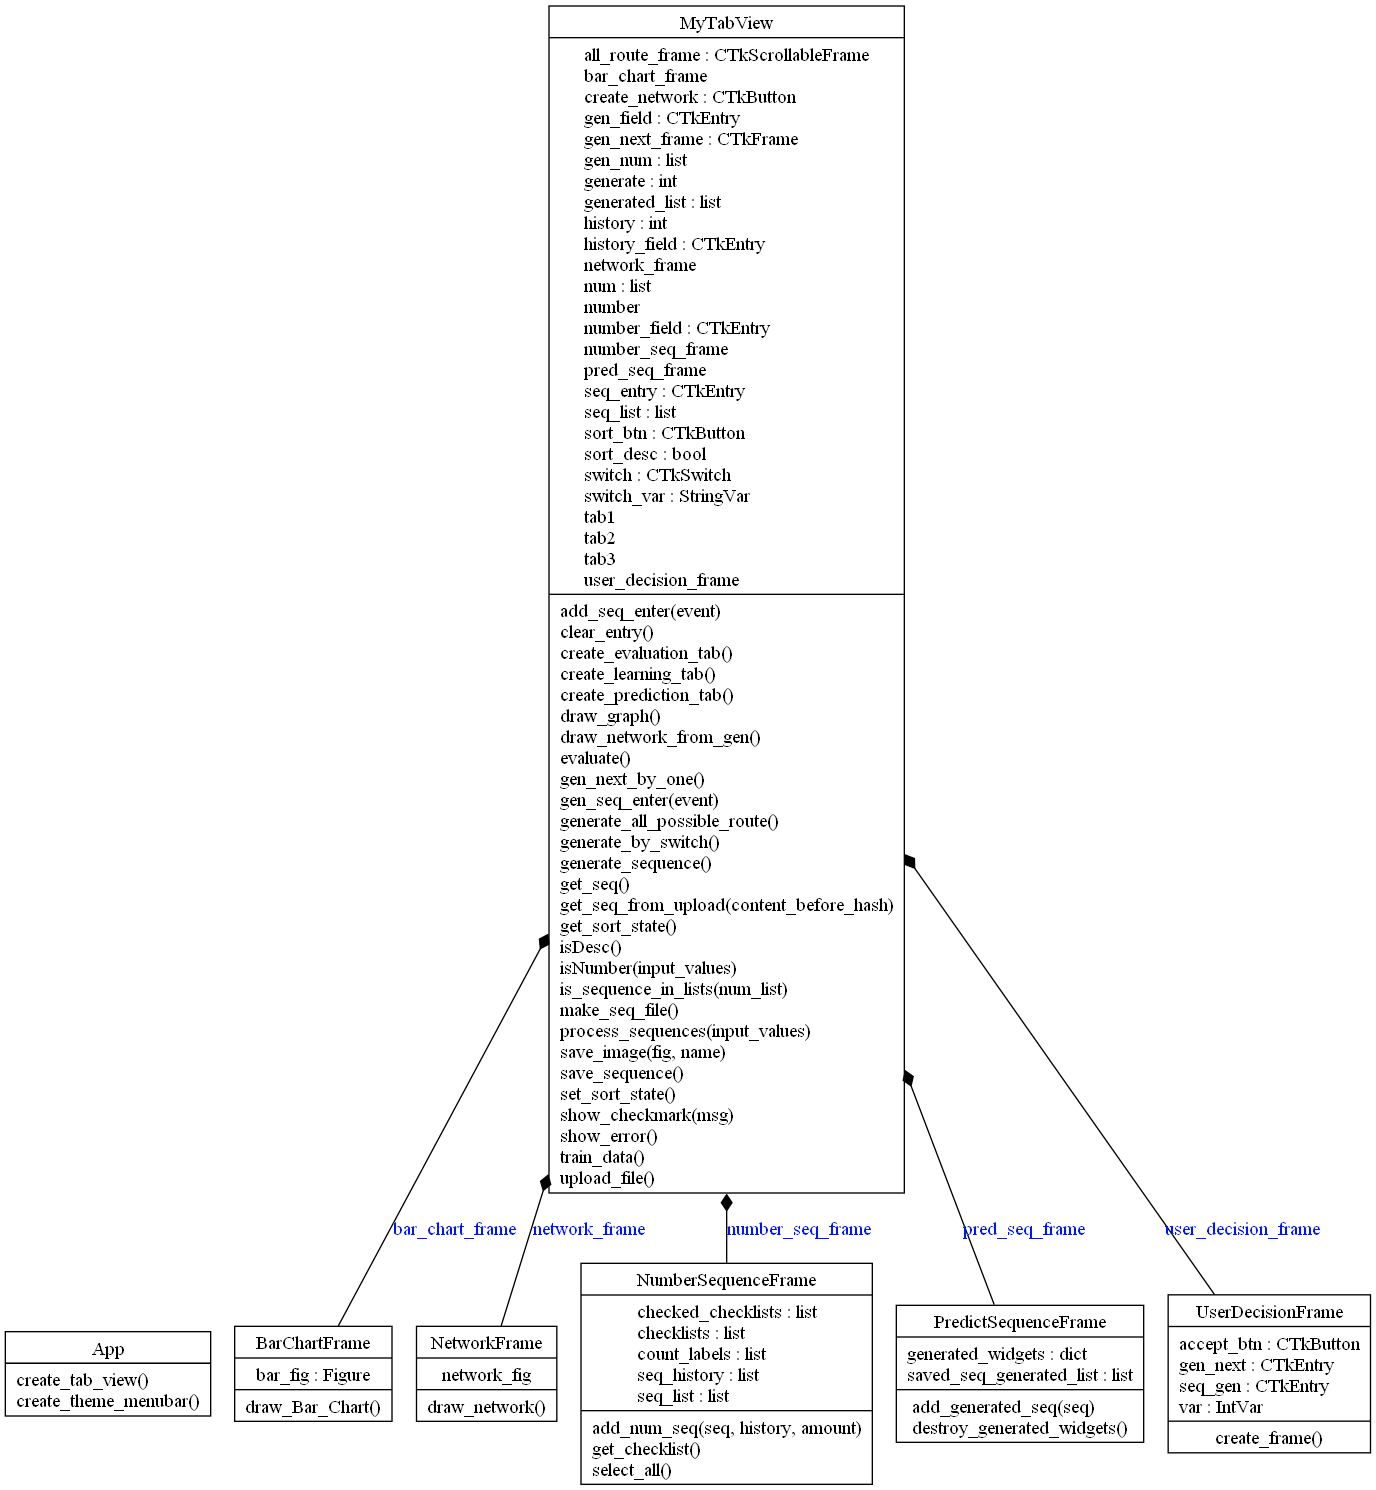 MyTabView
all_route_frame : CTkScrollableFrame
bar_chart_frame
create_network : CTkButton
gen_field : CTkEntry
gen_next_frame : CTkFrame
gen_num : list
generate : int
generated_list : list
history : int
history_field : CTkEntry
network_frame
num : list
number
number_field : CTkEntry
number_seq_frame
pred_seq_frame
seq_entry : CTkEntry
seq_list : list
sort_btn : CTkButton
sort_desc : bool
switch : CTkSwitch
switch_var : StringVar
tab1
tab2
tab3
user_decision_frame
add_seq_enter(event)
clear_entry()
create_evaluation_tab()
create_learning_tab()
create_prediction_tab()
draw_graph()
draw_network_from_gen()
evaluate()
gen_next_by_one()
gen_seq_enter(event)
generate_all_possible_route()
generate_by_switch()
generate_sequence()
get_seq()
get_seq_from_upload(content_before_hash)
get_sort_state()
isDesc()
isNumber(input_values)
is_sequence_in_lists(num_list)
make_seq_file()
process_sequences(input_values)
save_image(fig, name)
save_sequence()
set_sort_state()
show_checkmark(msg)
show_error()
train_data()
upload_file()
bar_chart_frame
network_frame
number_seq_frame
pred_seq_frame
user_decision_frame
App
create_tab_view()
create_theme_menubar()
BarChartFrame
bar_fig : Figure
draw_Bar_Chart()
NetworkFrame
network_fig
draw_network()
NumberSequenceFrame
checked_checklists : list
checklists : list
count_labels : list
seq_history : list
seq_list : list
add_num_seq(seq, history, amount)
get_checklist()
select_all()
PredictSequenceFrame
generated_widgets : dict
saved_seq_generated_list : list
add_generated_seq(seq)
destroy_generated_widgets()
UserDecisionFrame
accept_btn : CTkButton
gen_next : CTkEntry
seq_gen : CTkEntry
var : IntVar
create_frame()